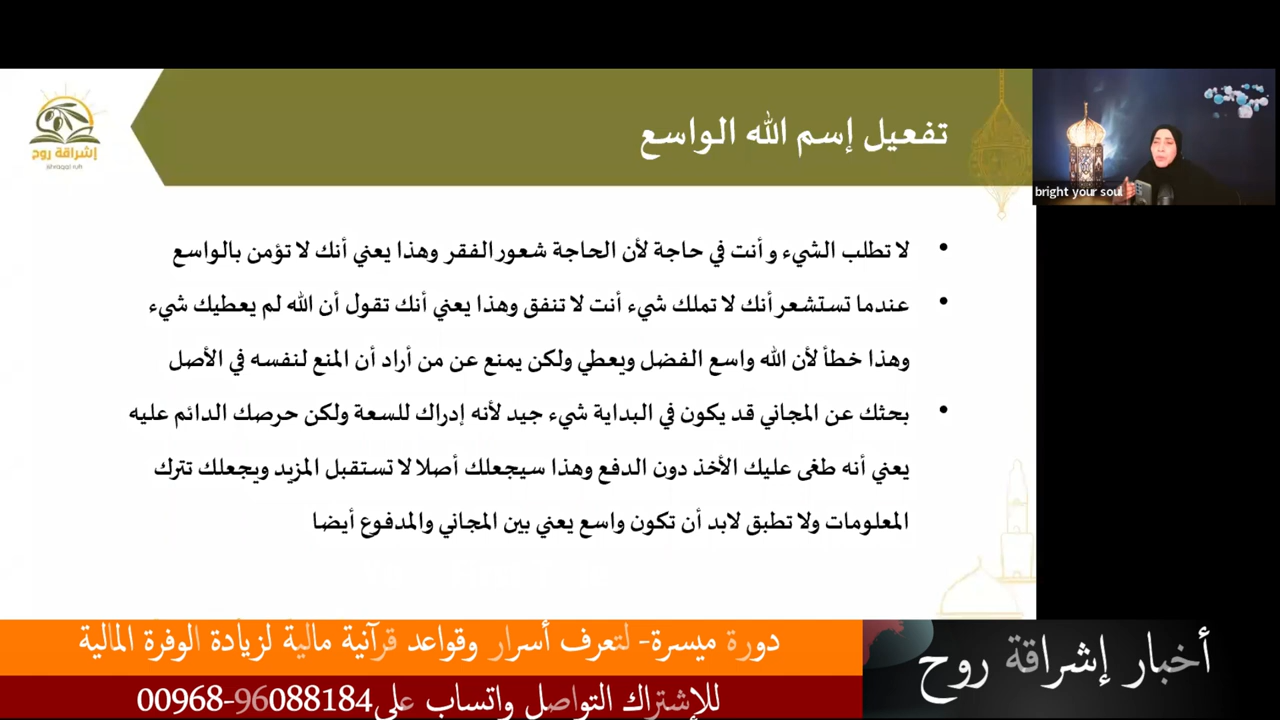 تفعيل إسم الله الواسع
إشراقة روح
ishraqat ruh
bright your soul
• لا تطلب الشيء و أنت في حاجة لأن الحاجة شعور الفقر وهذا يعني أنك لا تؤمن بالواسع
• عندما تستشعر أنك لا تملك شيء أنت لا تنفق وهذا يعني أنك تقول أن الله لم يعطيك شيء
وهذا خطأ لأن الله واسع الفضل ويعطي ولكن يمنع عن من أراد أن المنع لنفسه في الأصل
• بحثك عن المجاني قد يكون في البداية شيء جيد لأنه إدراك للسعة ولكن حرصك الدائم عليه
يعني أنه طغى عليك الأخذ دون الدفع وهذا سيجعلك أصلا لا تستقبل المزيد ويجعلك تترك
المعلومات ولا تطبق لابد أن تكون واسع يعني بين المجاني والمدفوع أيضا
أخبار إشراقة روح
دورة ميسرة- لتعرف أسرار وقواعد قرآنية مالية لزيادة الوفرة المالية
للإشتراك التواصل واتساب على 00968-96088184